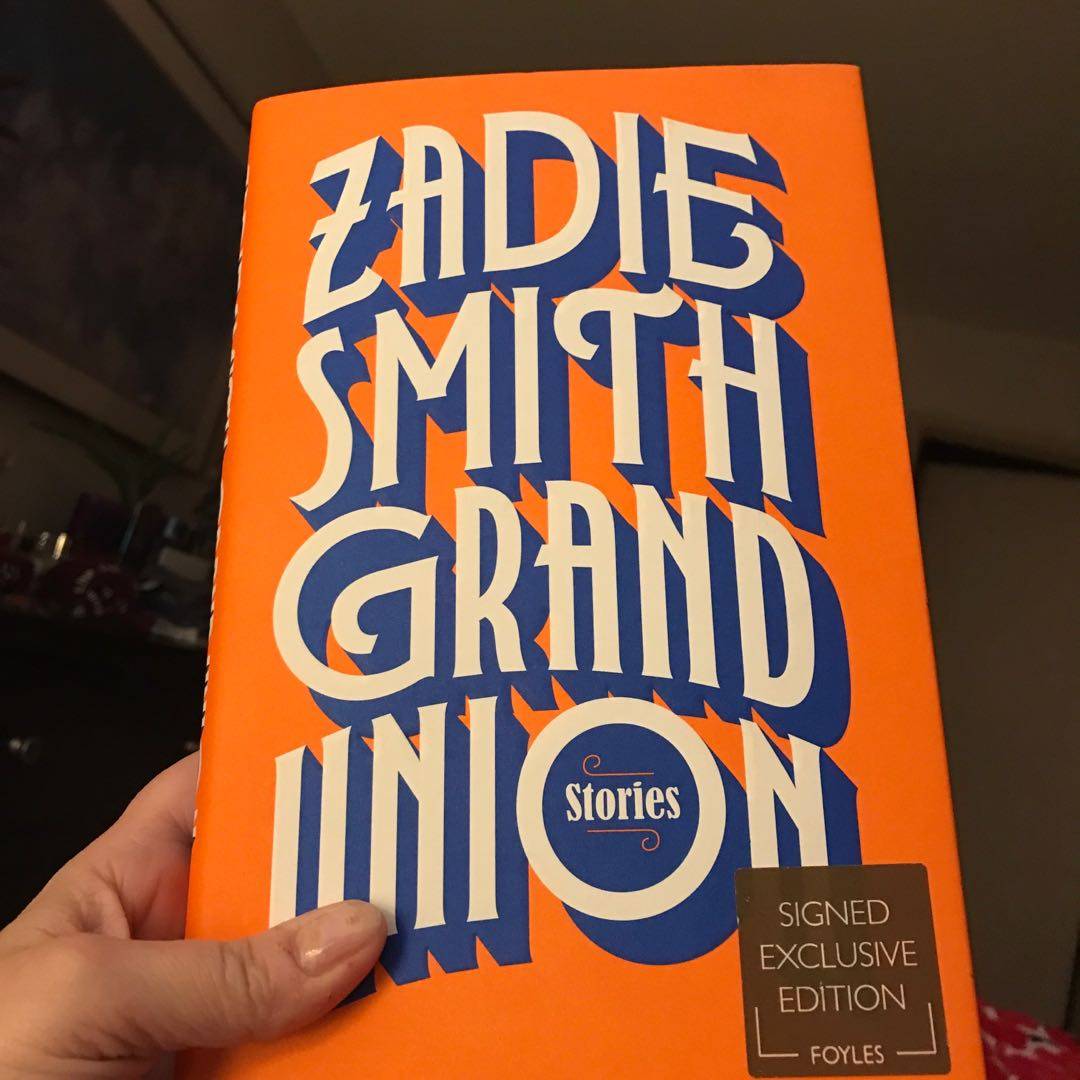 ZADIE
SMITH
GRAND
UNION
Stories
SIGNED
EXCLUSIVE
EDITION
FOYLES